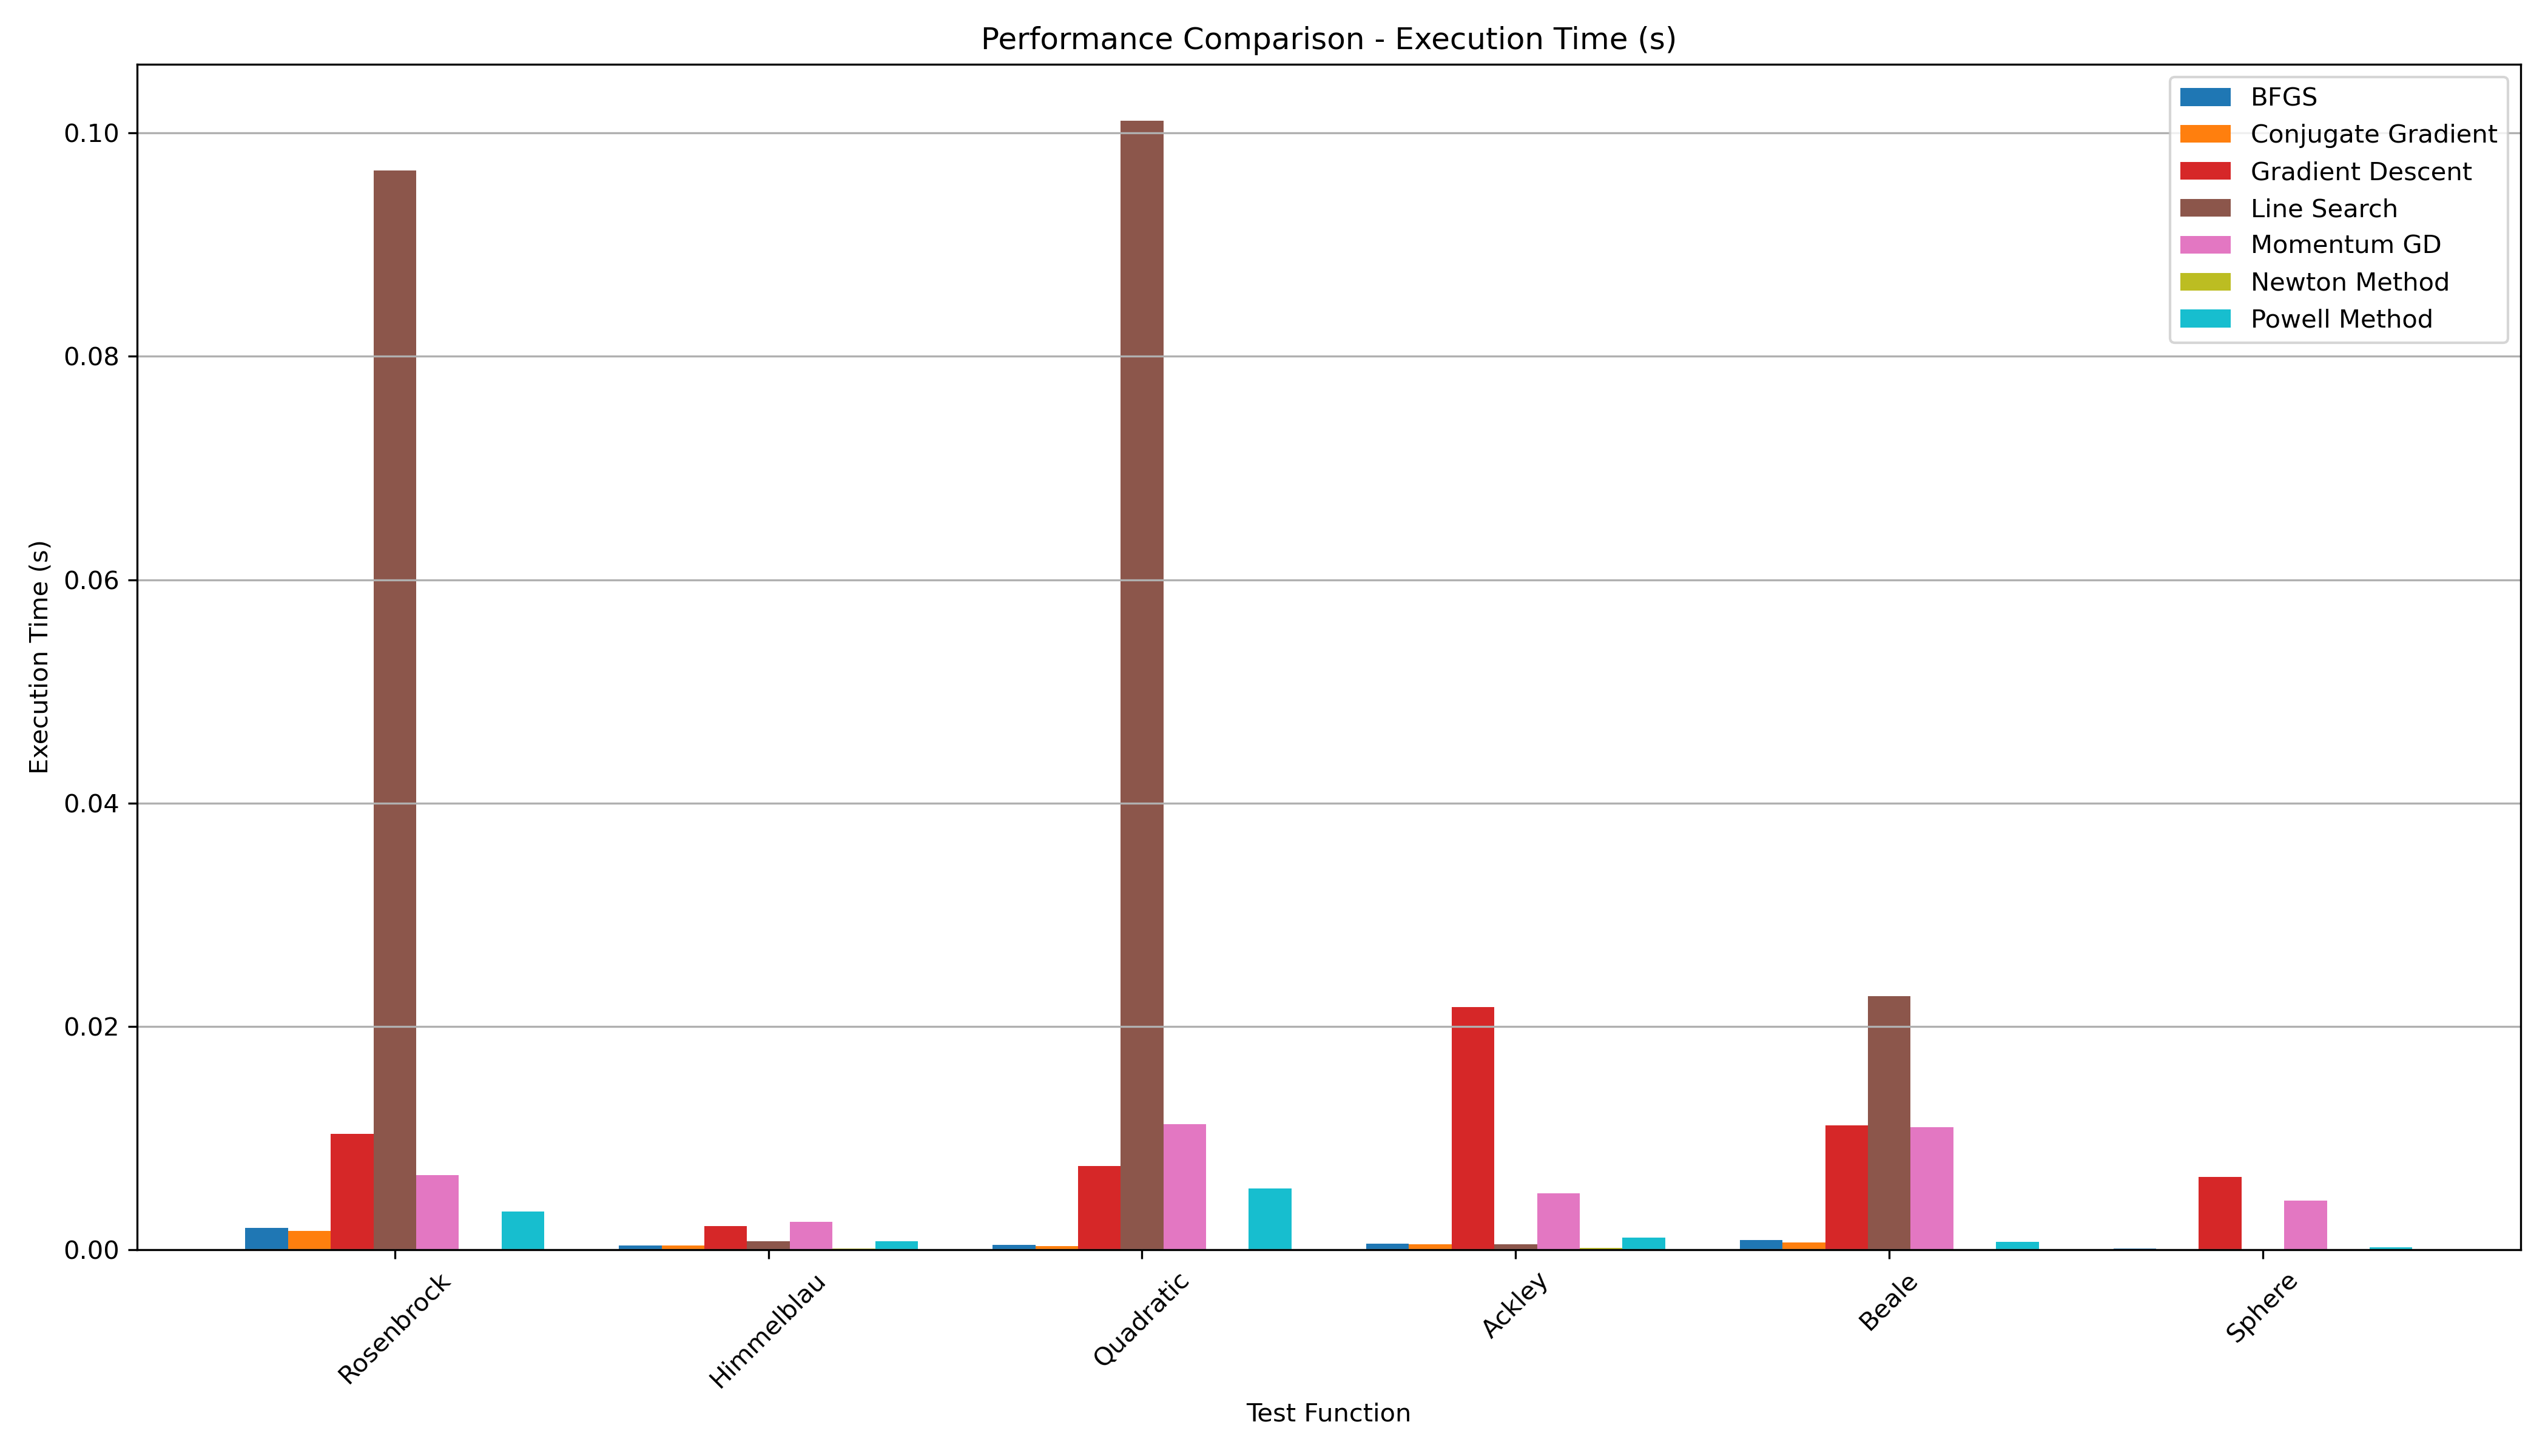 Performance Comparison - Execution Time (s)
BFGS
Conjugate Gradient
Gradient Descent
Line Search
Momentum GD
Newton Method
Powell Method
Execution Time (s)
0.10
0.08
0.06
0.04
0.02
0.00
Rosenbrock
Himmelblau
Quadratic
Ackley
Beale
Sphere
Test Function